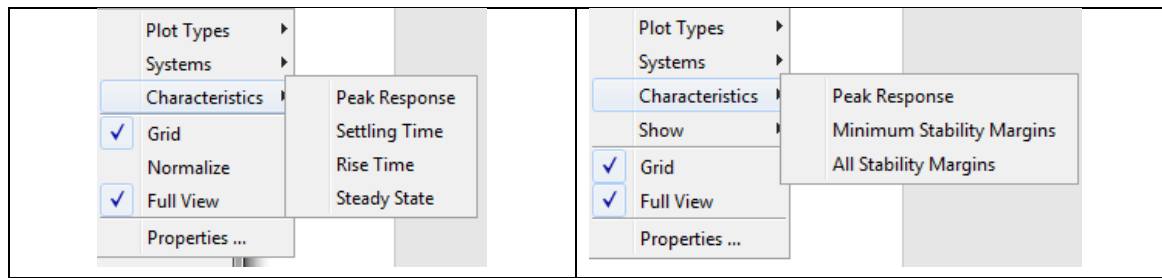 Plot Types
Systems
Characteristics
Peak Response
Settling Time
Rise Time
Steady State
Grid
Normalize
Full View
Properties ...
Plot Types
Systems
Characteristics
Peak Response
Minimum Stability Margins
All Stability Margins
Show
Grid
Full View
Properties ...